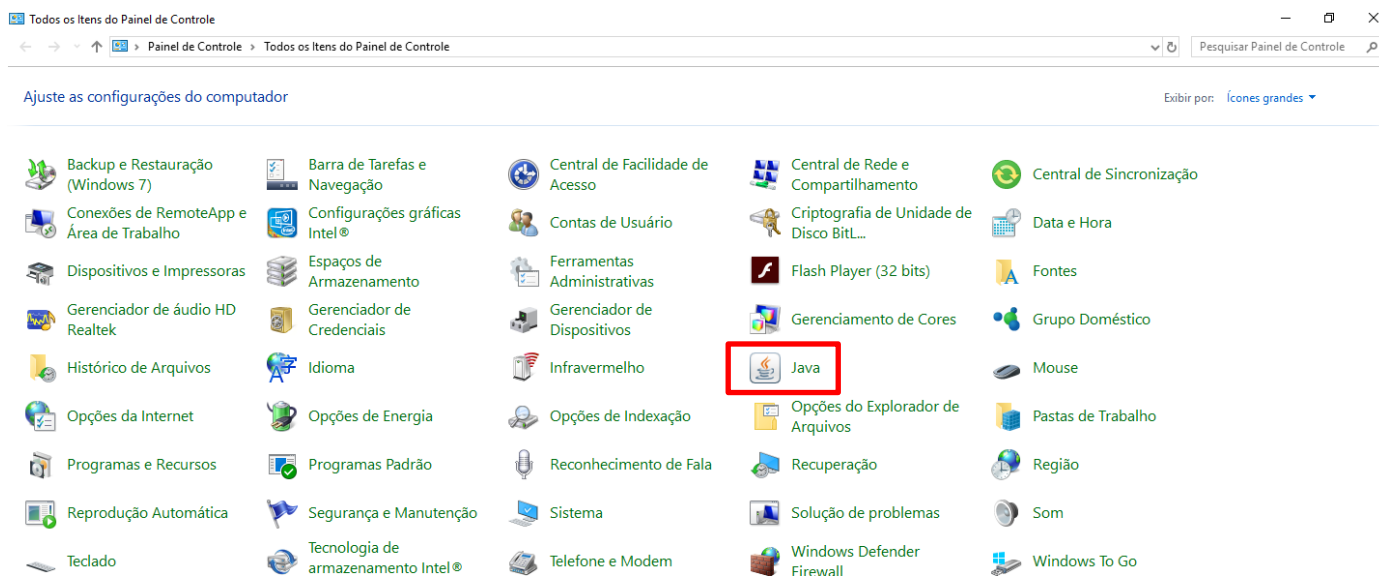 Todos os Itens do Painel de Controle
Painel de Controle > Todos os Itens do Painel de Controle
Pesquisar Painel de Controle
Ajuste as configurações do computador
Exibir por: Ícones grandes
Backup e Restauração
(Windows 7)
Barra de Tarefas e
Navegação
Central de Facilidade de
Acesso
Central de Rede e
Compartilhamento
Central de Sincronização
Conexões de RemoteApp e
Área de Trabalho
Configurações gráficas
Intel®
Contas de Usuário
Criptografia de Unidade de
Disco BitL...
Data e Hora
Dispositivos e Impressoras
Espaços de
Armazenamento
Ferramentas
Administrativas
Flash Player (32 bits)
Fontes
Gerenciador de áudio HD
Realtek
Gerenciador de
Credenciais
Gerenciador de
Dispositivos
Gerenciamento de Cores
Grupo Doméstico
Histórico de Arquivos
Idioma
Infravermelho
Java
Mouse
Opções da Internet
Opções de Energia
Opções de Indexação
Opções do Explorador de
Arquivos
Pastas de Trabalho
Programas e Recursos
Programas Padrão
Reconhecimento de Fala
Recuperação
Região
Reprodução Automática
Segurança e Manutenção
Sistema
Solução de problemas
Som
Teclado
Tecnologia de
armazenamento Intel®
Telefone e Modem
Windows Defender
Firewall
Windows To Go